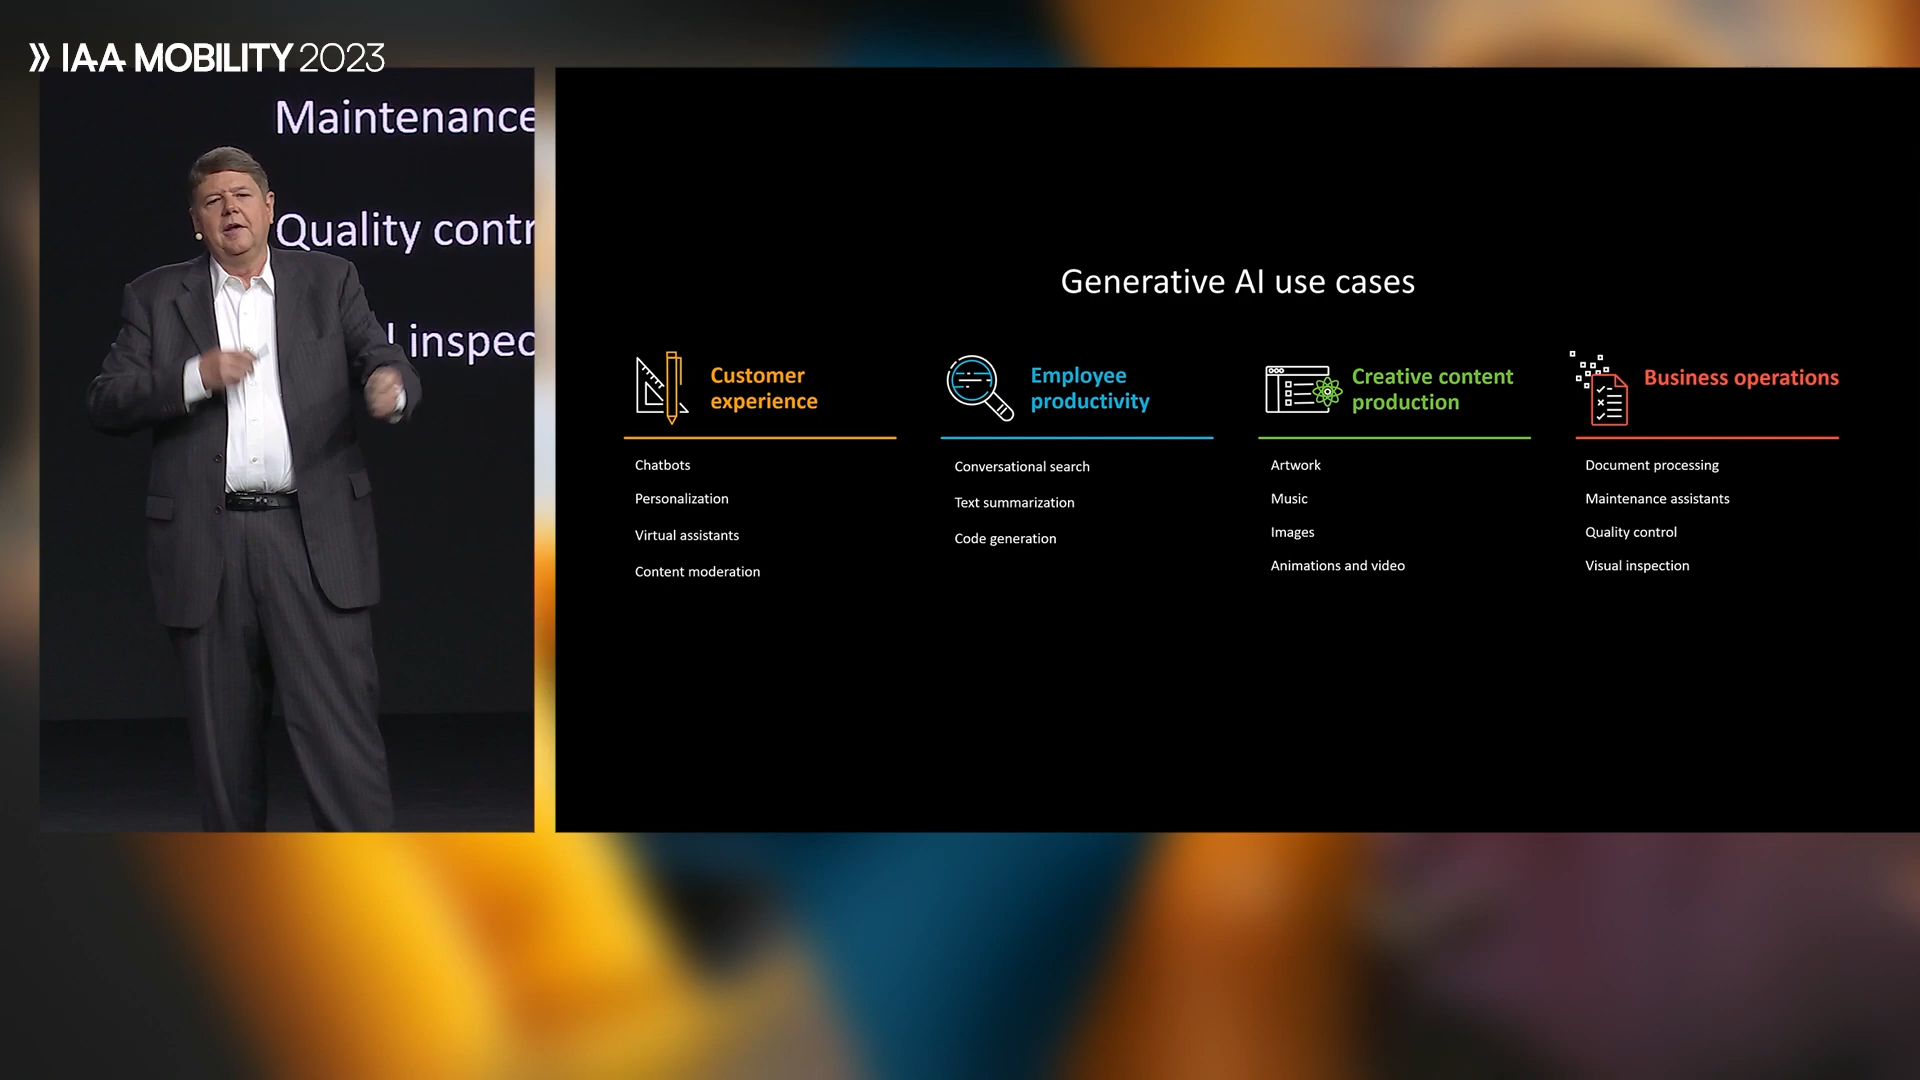 IAA MOBILITY 2023
Maintenance
Quality contr
l inspec
Generative AI use cases
Customer
experience
Chatbots
Personalization
Virtual assistants
Content moderation
Employee
productivity
Conversational search
Text summarization
Code generation
Creative content
production
Artwork
Music
Images
Animations and video
Business operations
Document processing
Maintenance assistants
Quality control
Visual inspection